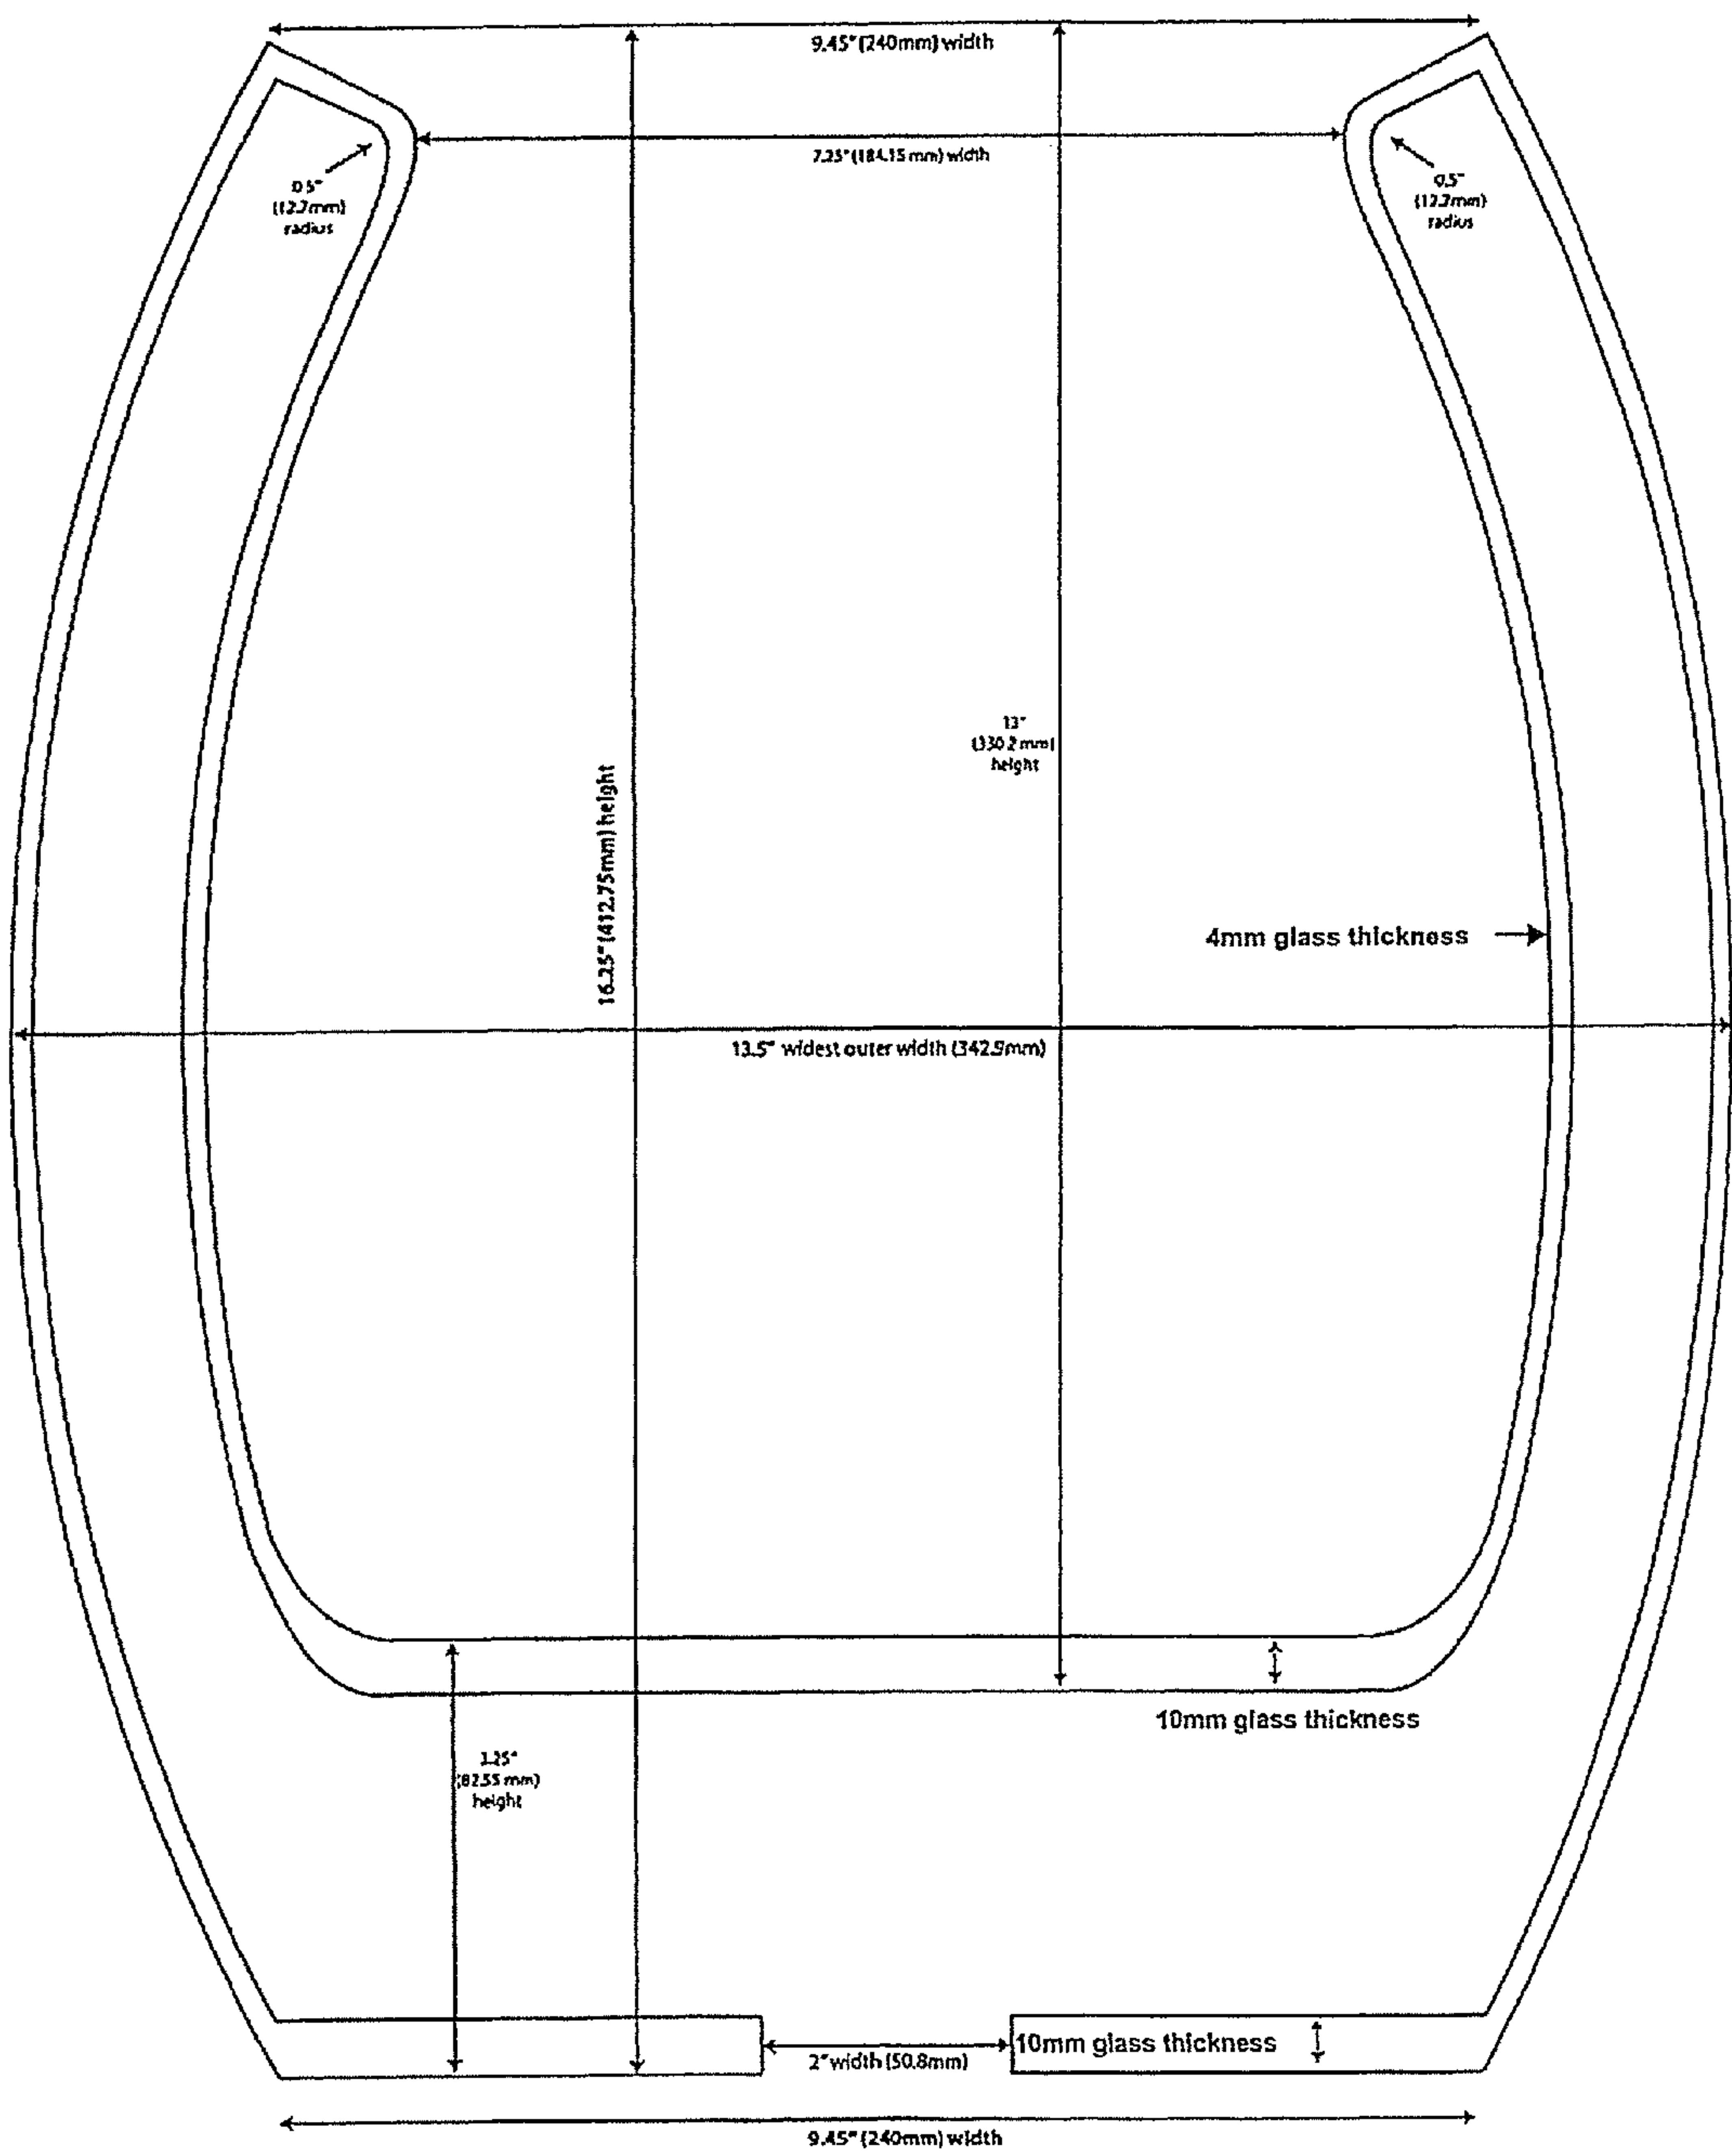 9.45" (240mm) width
7.25" (184.15 mm) width
0.5"
(12.7mm)
radius
0.5"
(12.7mm)
radius
13"
(330.2 mm)
height
16.25" (412.75mm) height
4mm glass thickness
13.5" widest outer width (342.9mm)
10mm glass thickness
3.25"
(82.55 mm)
height
10mm glass thickness
2" width (50.8mm)
9.45" (240mm) width